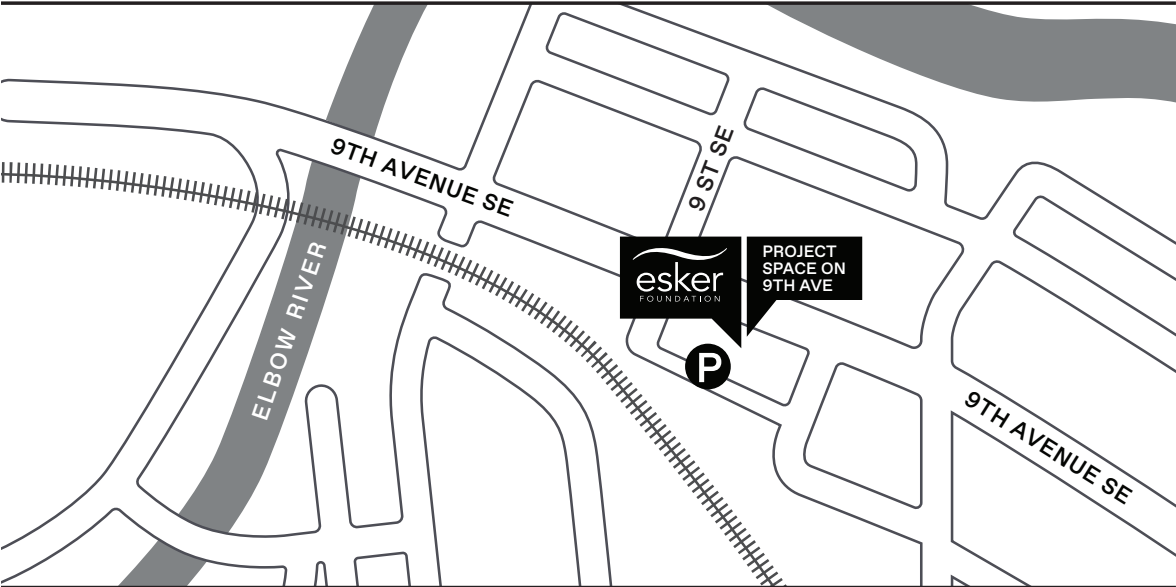 9TH AVENUE SE
9 ST SE
esker
FOUNDATION
PROJECT
SPACE ON
9TH AVE
ELBOW RIVER
P
9TH AVENUE SE